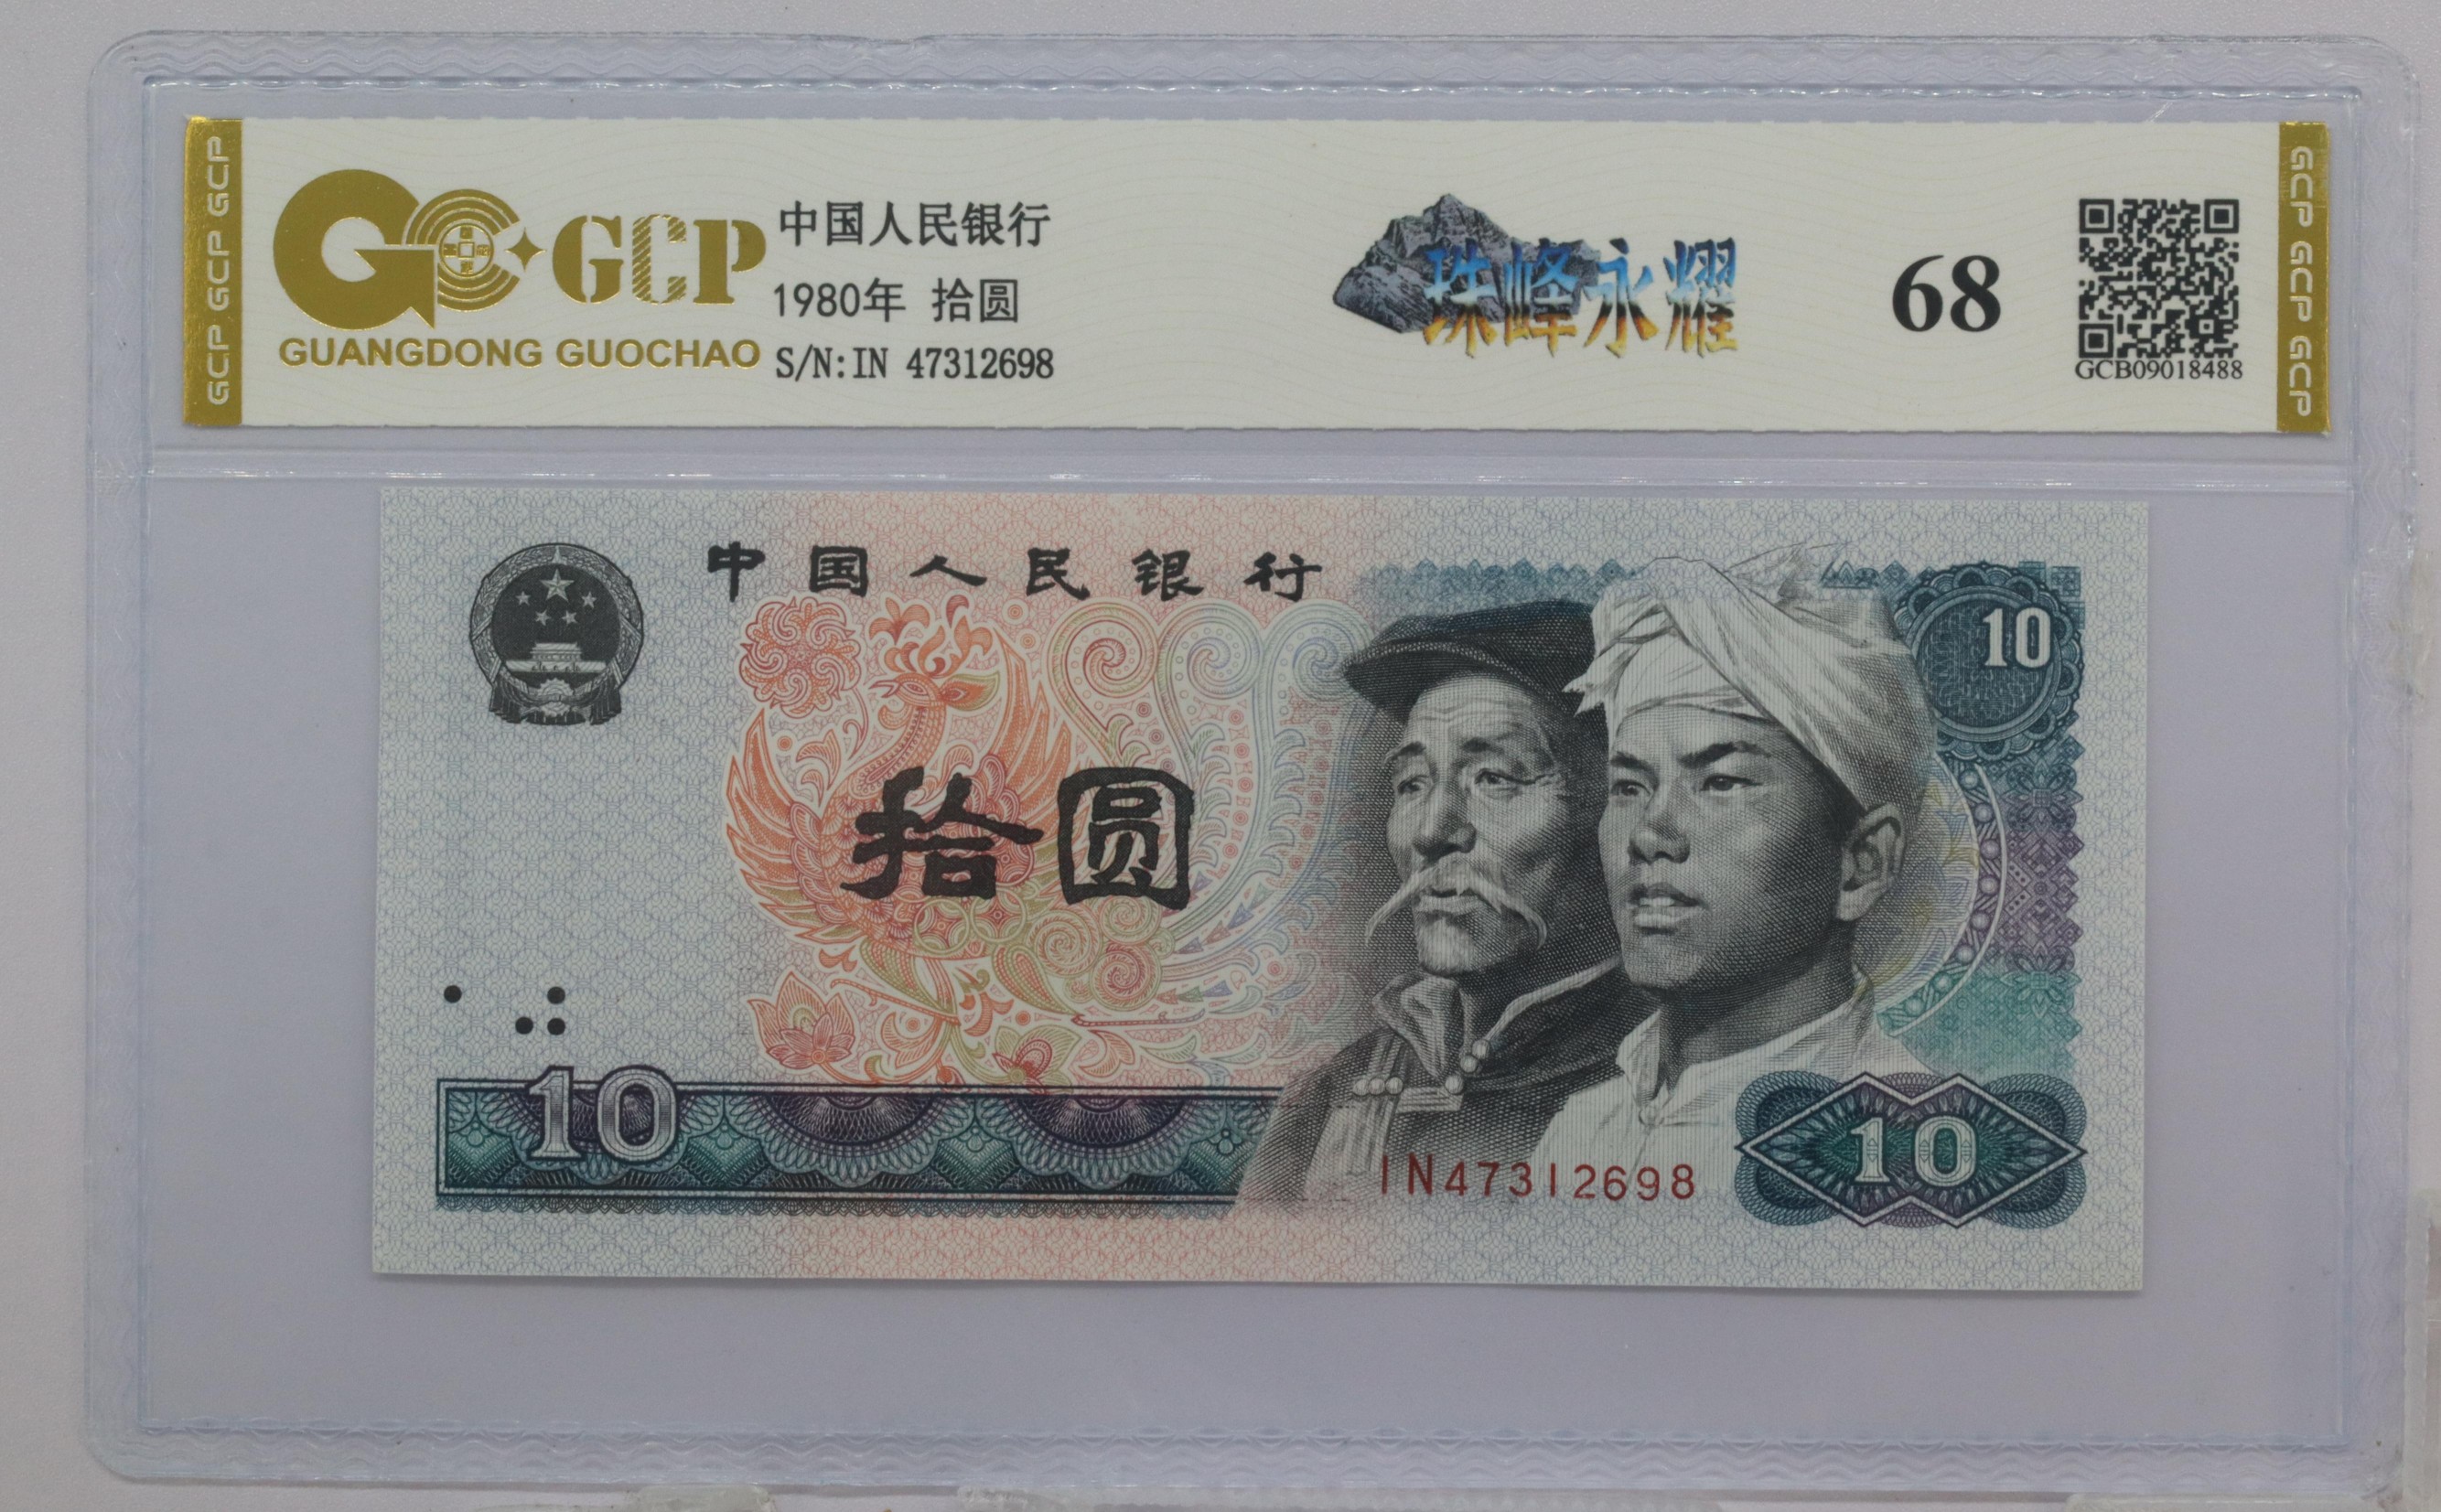 GCP GCP GCP
GCP
GUANGDONG GUOCHAO
中国人民银行
1980年 拾圆
S/N:IN 47312698
珠峰永耀
68
GCB09018488
GCP GCP GCP
中国人民银行
10
拾圆
10
IN47312698
10